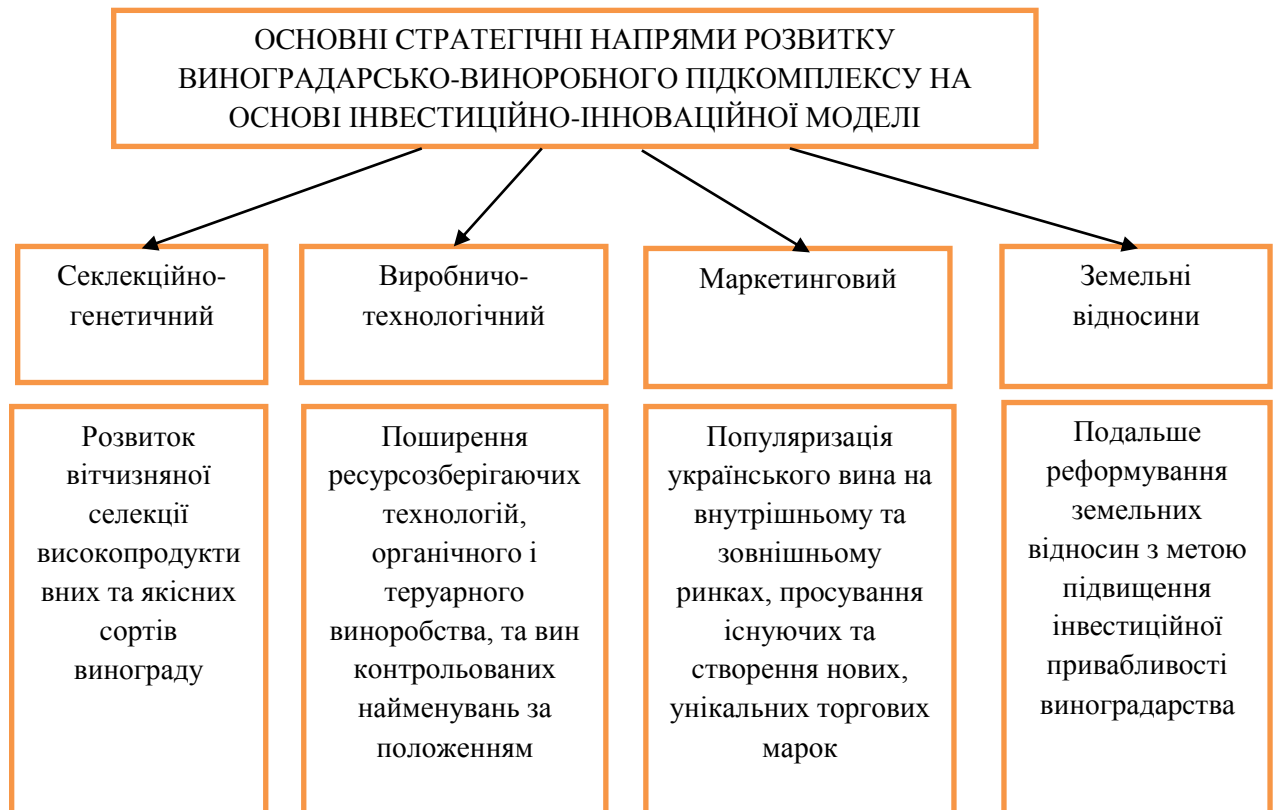 ОСНОВНІ СТРАТЕГІЧНІ НАПРЯМИ РОЗВИТКУ
ВИНОГРАДАРСЬКО-ВИНОРОБНОГО ПІДКОМПЛЕКСУ НА
ОСНОВІ ІНВЕСТИЦІЙНО-ІННОВАЦІЙНОЇ МОДЕЛІ
Секлекційно-
генетичний
Виробничо-
технологічний
Маркетинговий
Земельні
відносини
Розвиток
вітчизняної
селекції
високопродукти
вних та якісних
сортів
винограду
Поширення
ресурсозберігаючих
технологій,
органічного і
теруарного
виноробства, та вин
контрольованих
найменувань за
положенням
Популяризація
українського вина на
внутрішньому та
зовнішньому
ринках, просування
існуючих та
створення нових,
унікальних торгових
марок
Подальше
реформування
земельних
відносин з метою
підвищення
інвестиційної
привабливості
виноградарства